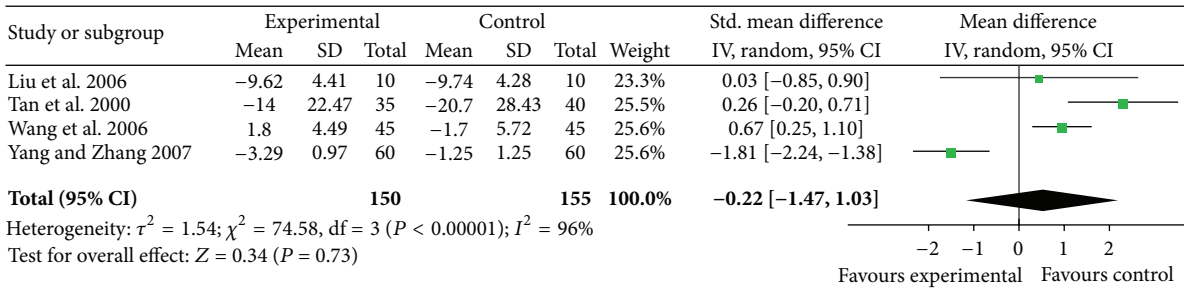 Study or subgroup Experimental Control Std. mean difference Mean difference
Mean SD Total Mean SD Total Weight IV, random, 95% CI IV, random, 95% CI
Liu et al. 2006 −9.62 4.41 10 −9.74 4.28 10 23.3% 0.03 [−0.85, 0.90]
Tan et al. 2000 −14 22.47 35 −20.7 28.43 40 25.5% 0.26 [−0.20, 0.71]
Wang et al. 2006 1.8 4.49 45 −1.7 5.72 45 25.6% 0.67 [0.25, 1.10]
Yang and Zhang 2007 −3.29 0.97 60 −1.25 1.25 60 25.6% −1.81 [−2.24, −1.38]
Total (95% CI) 150 155 100.0% −0.22 [−1.47, 1.03]
Heterogeneity: τ² = 1.54; χ² = 74.58, df = 3 (P < 0.00001); I² = 96%
Test for overall effect: Z = 0.34 (P = 0.73)
−2 −1 0 1 2
Favours experimental Favours control